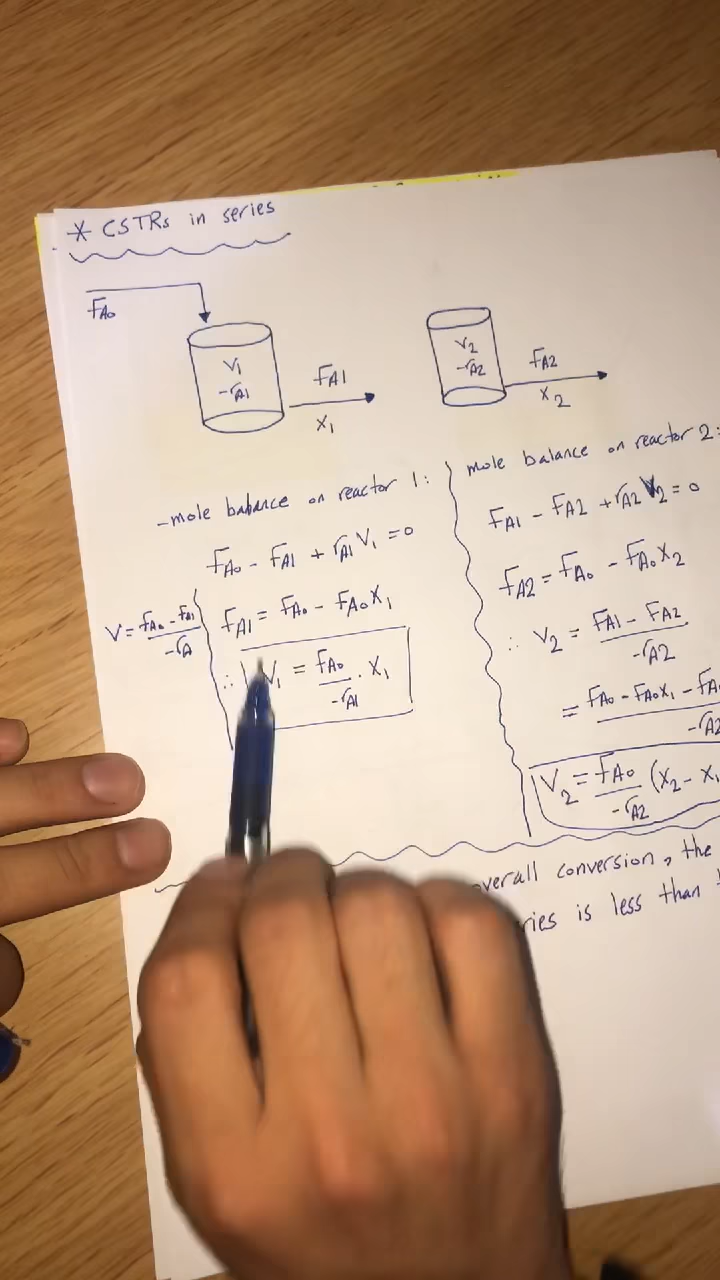 * CSTRs in series
FA0
V1
-rA1
FA1
X1
V2
-rA2
FA2
X2
-mole balance on reactor 1:
FA0 - FA1 + rA1 V1 = 0
FA1 = FA0 - FA0 X1
V = FA0 - FA1 / -rA
∴ V1 = FA0 / -rA1 . X1
mole balance on reactor 2:
FA1 - FA2 + rA2 V2 = 0
FA2 = FA0 - FA0 X2
∴ V2 = FA1 - FA2 / -rA2
= FA0 - FA0X1 - FA0 / -rA2
V2 = FA0 / -rA2 (X2 - X1
overall conversion, the
is less than